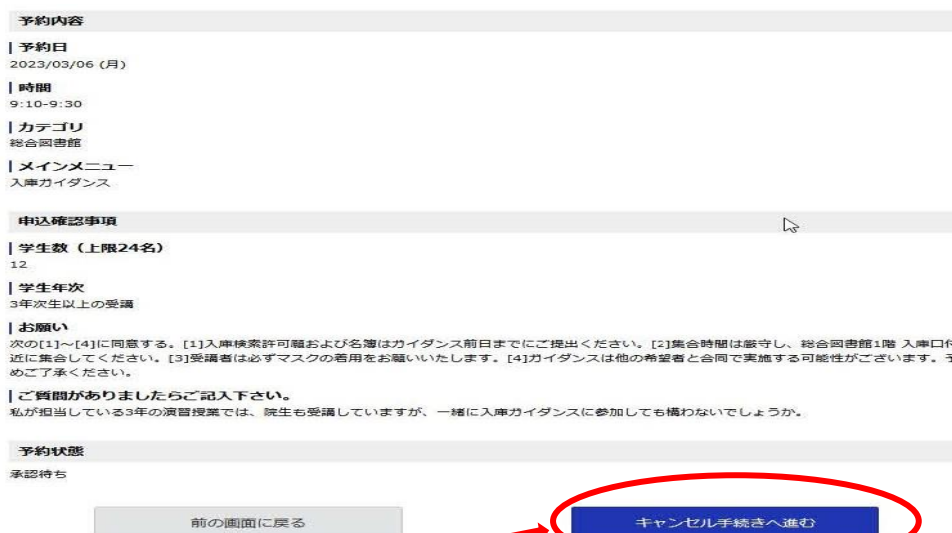 予約内容
予約日
2023/03/06 (月)
時間
9:10-9:30
カテゴリ
総合図書館
メインメニュー
入庫ガイダンス
申込確認事項
学生数（上限24名）
12
学生年次
3年次生以上の受講
お願い
次の[1]~[4]に同意する。[1]入庫検索許可願および名簿はガイダンス前日までにご提出ください。[2]集合時間は厳守し、総合図書館1階 入庫口付
近に集合してください。[3]受講者は必ずマスクの着用をお願いいたします。[4]ガイダンスは他の希望者と合同で実施する可能性がございます。予
めご了承ください。
ご質問がありましたらご記入下さい。
私が担当している3年の演習授業では、院生も受講していますが、一緒に入庫ガイダンスに参加しても構わないでしょうか。
予約状態
承認待ち
前の画面に戻る
キャンセル手続きへ進む